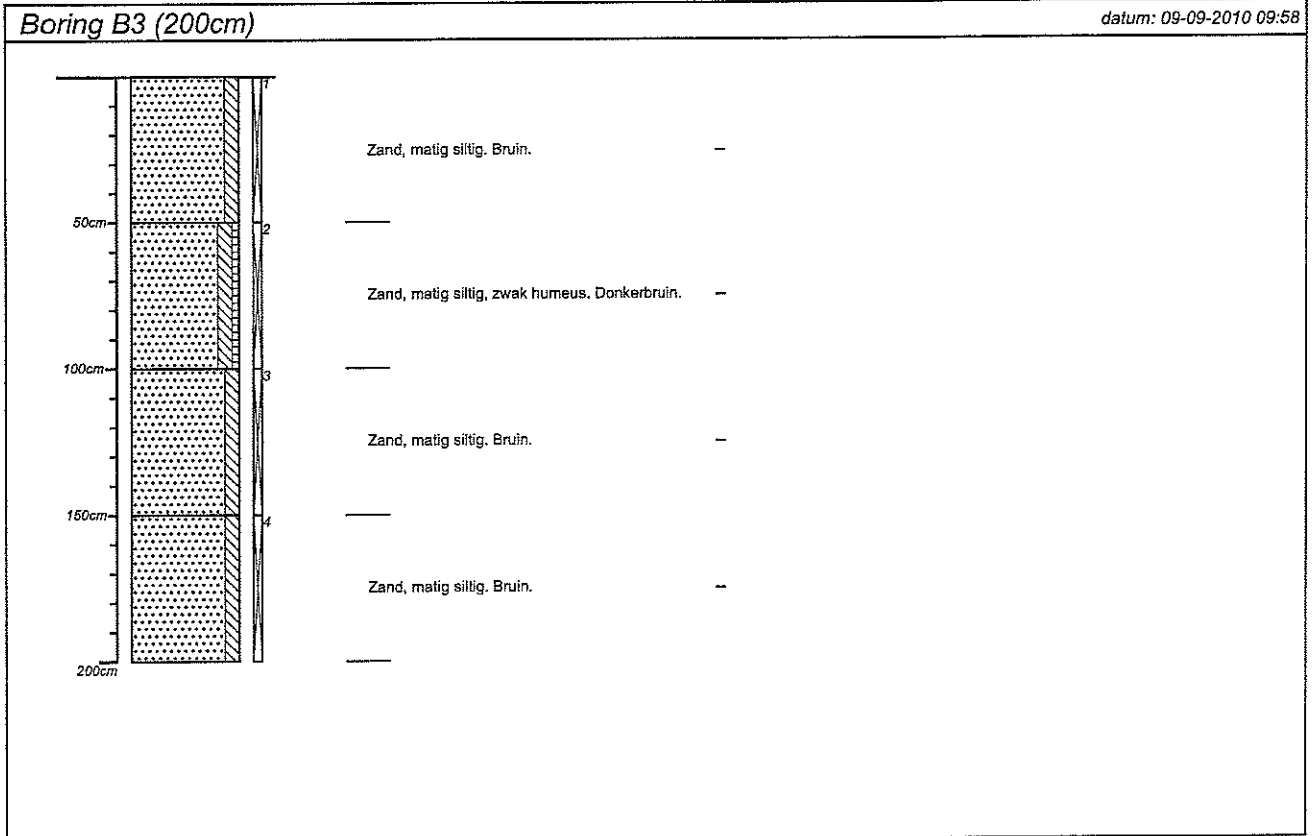 Boring B3 (200cm)
datum: 09-09-2010 09:58
1
Zand, matig siltig. Bruin.
–
50cm
2
Zand, matig siltig, zwak humeus. Donkerbruin.
–
100cm
3
Zand, matig siltig. Bruin.
–
150cm
4
Zand, matig siltig. Bruin.
–
200cm